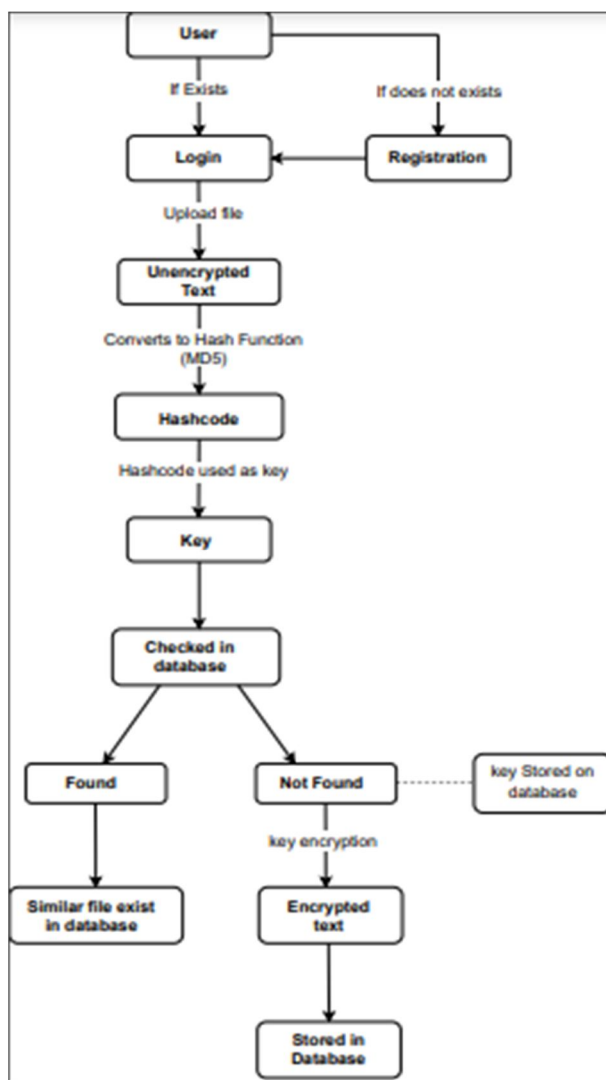 User
If Exists
If does not exists
Login
Registration
Upload file
Unencrypted
Text
Converts to Hash Function
(MD5)
Hashcode
Hashcode used as key
Key
Checked in
database
Found
Not Found
key Stored on
database
key encryption
Similar file exist
in database
Encrypted
text
Stored in
Database